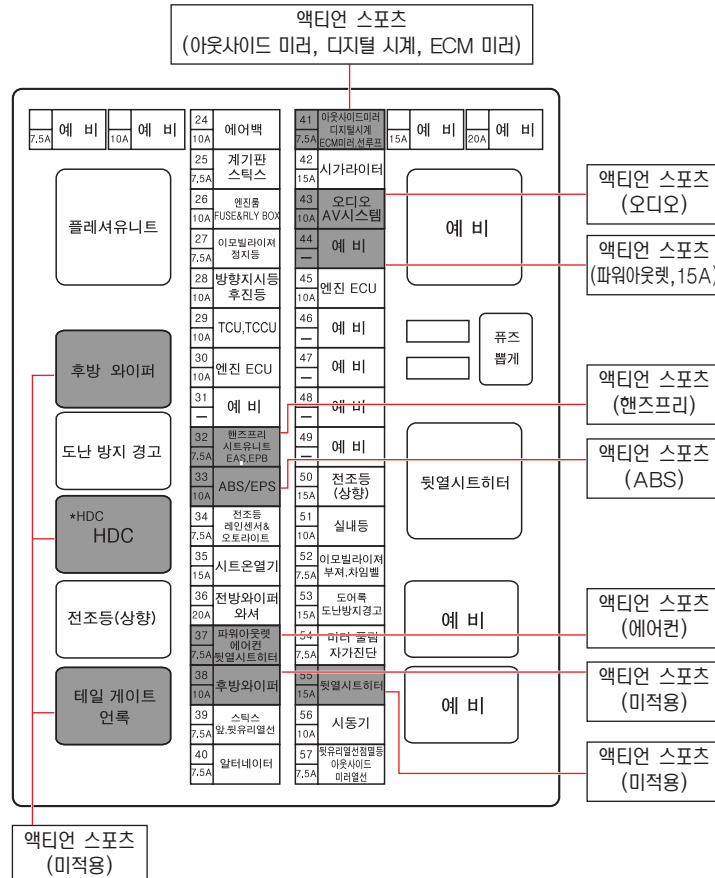 액티언 스포츠
(아웃사이드 미러, 디지털 시계, ECM 미러)
7.5A 예 비
10A 예 비
24 10A 에어백
41 7.5A 아웃사이드미러
디지털시계
ECM미러,선루프
15A 예 비
20A 예 비
플레셔유니트
후방 와이퍼
도난 방지 경고
*HDC
HDC
전조등(상향)
테일 게이트
언록
25 7.5A 계기판
스틱스
26 10A 엔진룸
FUSE&RLY BOX
27 7.5A 이모빌라이져
정지등
28 10A 방향지시등
후진등
29 10A TCU,TCCU
30 10A 엔진 ECU
31 – 예 비
32 7.5A 핸즈프리
시트유니트
EAS,EPB
33 10A ABS/EPS
34 7.5A 전조등
레인센서&
오토라이트
35 15A 시트온열기
36 20A 전방와이퍼
와셔
37 7.5A 파워아웃렛
에어컨
뒷열시트히터
38 10A 후방와이퍼
39 7.5A 스틱스
앞,뒷유리열선
40 7.5A 알터네이터
42 15A 시가라이터
43 10A 오디오
AV시스템
44 – 예 비
45 10A 엔진 ECU
46 – 예 비
47 – 예 비
48 – 예 비
49 – 예 비
50 15A 전조등
(상향)
51 10A 실내등
52 7.5A 이모빌라이져
부져,차임벨
53 15A 도어록
도난방지경고
54 7.5A 미러 폴딩
자가진단
55 15A 뒷열시트히터
56 10A 시동기
57 7.5A 뒷유리열선점멸등
아웃사이드
미러열선
예 비
퓨즈
뽑게
뒷열시트히터
예 비
예 비
액티언 스포츠
(오디오)
액티언 스포츠
(파워아웃렛,15A)
액티언 스포츠
(핸즈프리)
액티언 스포츠
(ABS)
액티언 스포츠
(에어컨)
액티언 스포츠
(미적용)
액티언 스포츠
(미적용)
액티언 스포츠
(미적용)